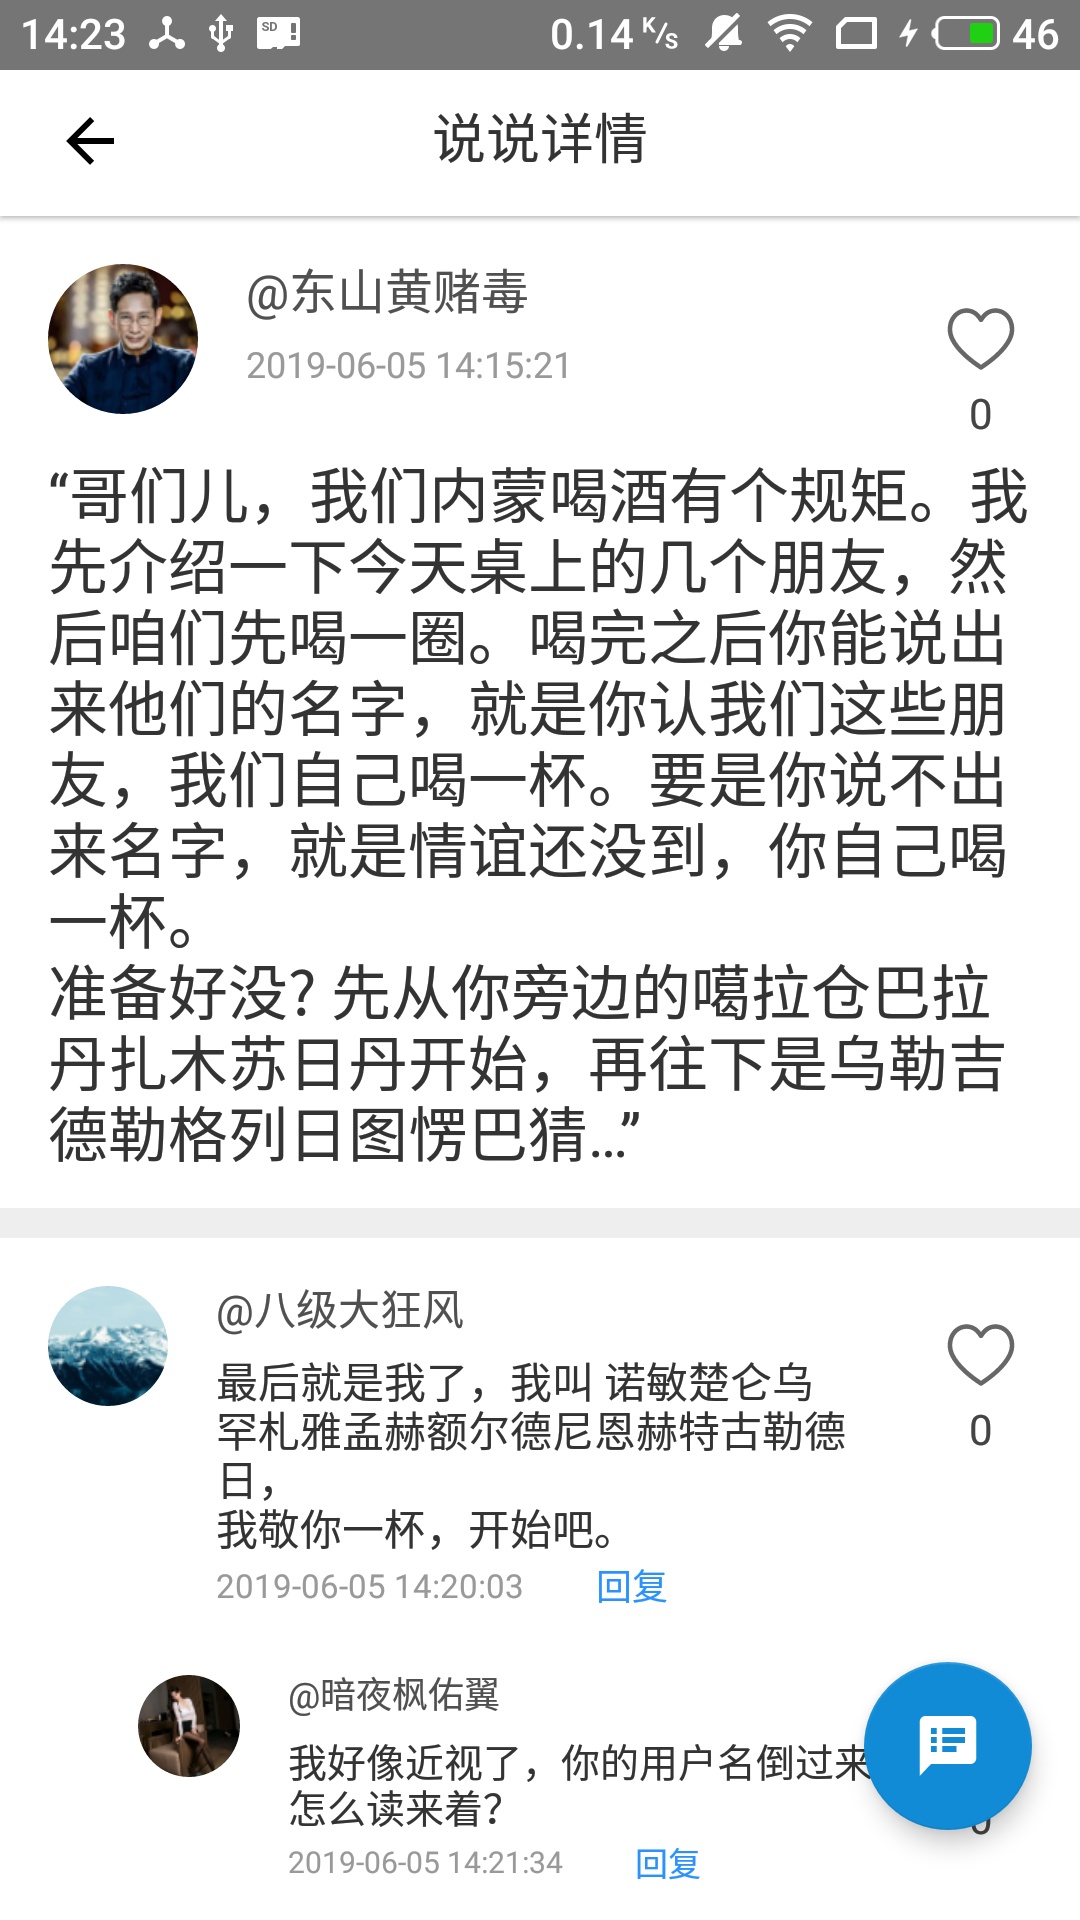 14:23
SD
0.14 K/s
46
说说详情
@东山黄赌毒
2019-06-05 14:15:21
0
“哥们儿，我们内蒙喝酒有个规矩。我
先介绍一下今天桌上的几个朋友，然
后咱们先喝一圈。喝完之后你能说出
来他们的名字，就是你认我们这些朋
友，我们自己喝一杯。要是你说不出
来名字，就是情谊还没到，你自己喝
一杯。
准备好没? 先从你旁边的噶拉仓巴拉
丹扎木苏日丹开始，再往下是乌勒吉
德勒格列日图愣巴猜…”
@八级大狂风
最后就是我了，我叫 诺敏楚仑乌
罕札雅孟赫额尔德尼恩赫特古勒德
日，
我敬你一杯，开始吧。
0
2019-06-05 14:20:03
回复
@暗夜枫佑翼
我好像近视了，你的用户名倒过来
怎么读来着?
0
2019-06-05 14:21:34
回复